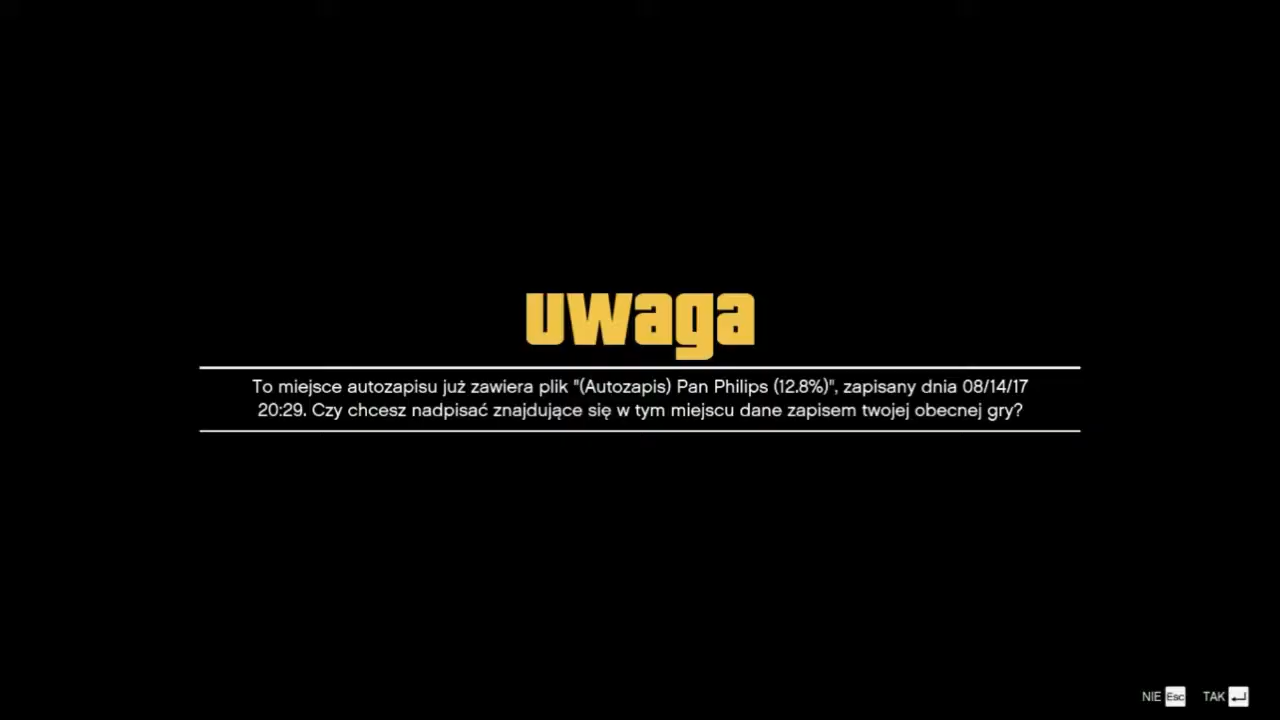 uwaga
To miejsce autozapisu już zawiera plik "(Autozapis) Pan Philips (12.8%)", zapisany dnia 08/14/17
20:29. Czy chcesz nadpisać znajdujące się w tym miejscu dane zapisem twojej obecnej gry?
NIE Esc TAK